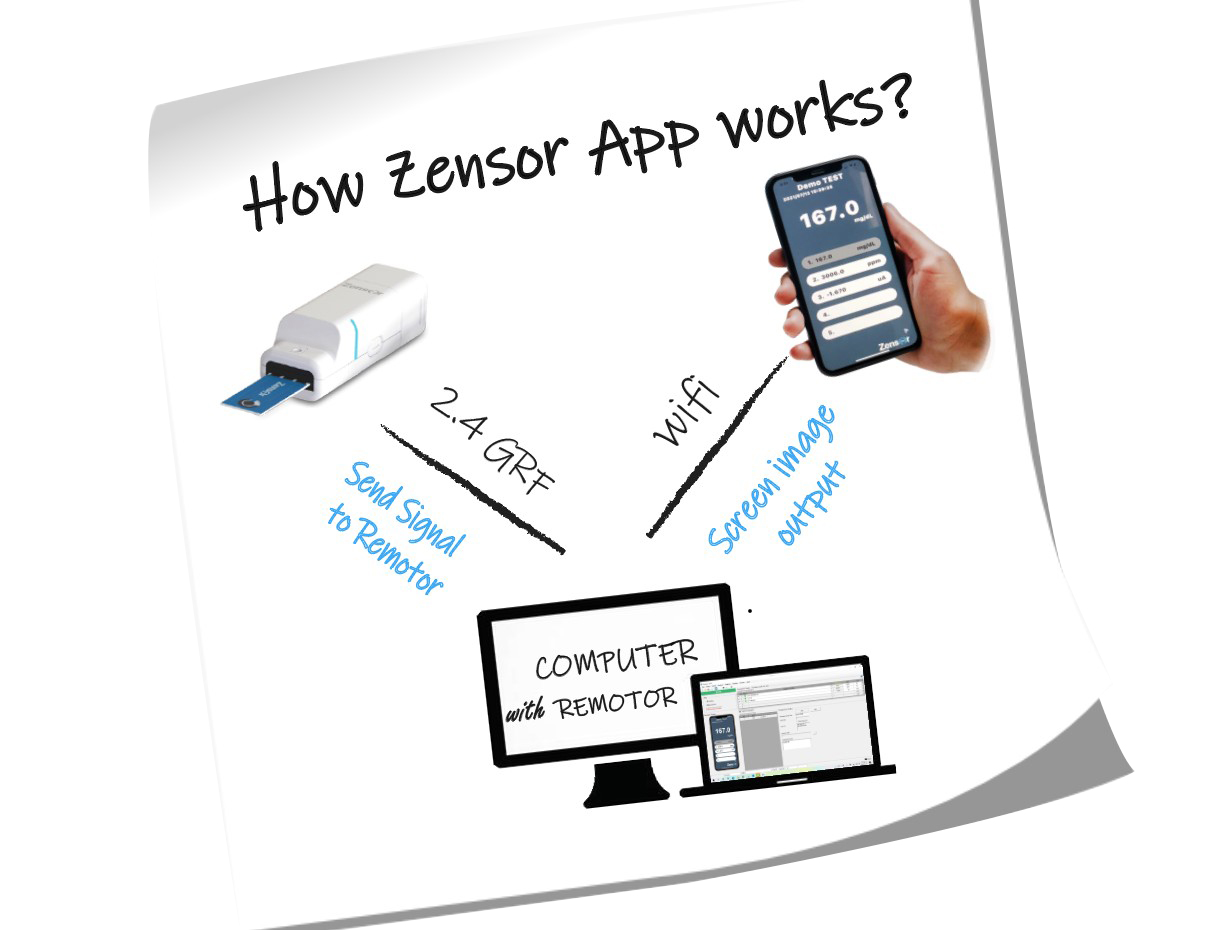 How Zensor App works?
Demo TEST
167.0
mg/dL
1. 167.0 mg/dL
2. 3000.0 ppm
3. -1.670 uA
4.
5.
Zensor
2.4 GRF
Send Signal
to Remotor
wifi
Screen image
output
COMPUTER
with REMOTOR
167.0